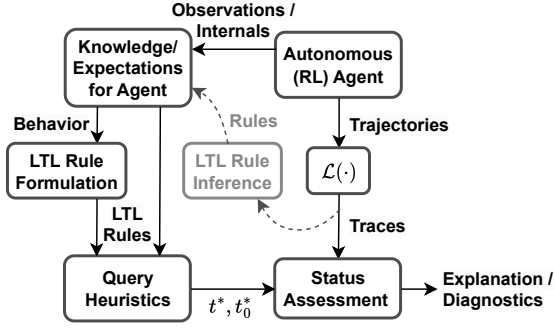 Observations /
Internals
Knowledge/
Expectations
for Agent
Autonomous
(RL) Agent
Behavior
Rules
Trajectories
LTL Rule
Formulation
LTL Rule
Inference
ℒ(·)
LTL
Rules
Traces
Query
Heuristics
t*, t₀*
Status
Assessment
Explanation /
Diagnostics